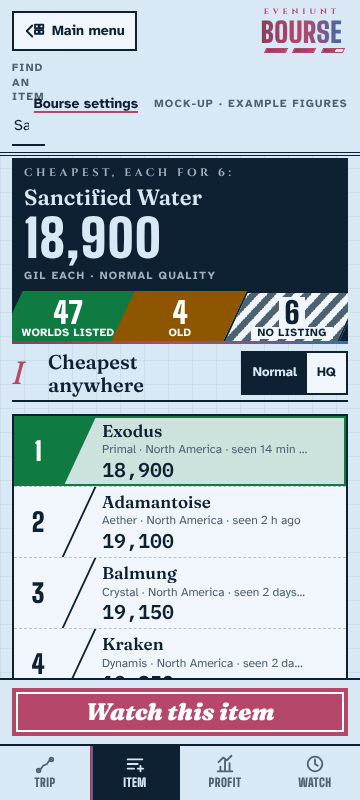 Main menu
EVENIUNT
BOURSE
FIND
AN
ITEM
Bourse settings
MOCK-UP · EXAMPLE FIGURES
Sa
CHEAPEST, EACH FOR 6:
Sanctified Water
18,900
GIL EACH · NORMAL QUALITY
47
WORLDS LISTED
4
OLD
6
NO LISTING
I
Cheapest
anywhere
Normal
HQ
1
Exodus
Primal · North America · seen 14 min ...
18,900
2
Adamantoise
Aether · North America · seen 2 h ago
19,100
3
Balmung
Crystal · North America · seen 2 days...
19,150
4
Kraken
Dynamis · North America · seen 2 da...
Watch this item
TRIP
ITEM
PROFIT
WATCH